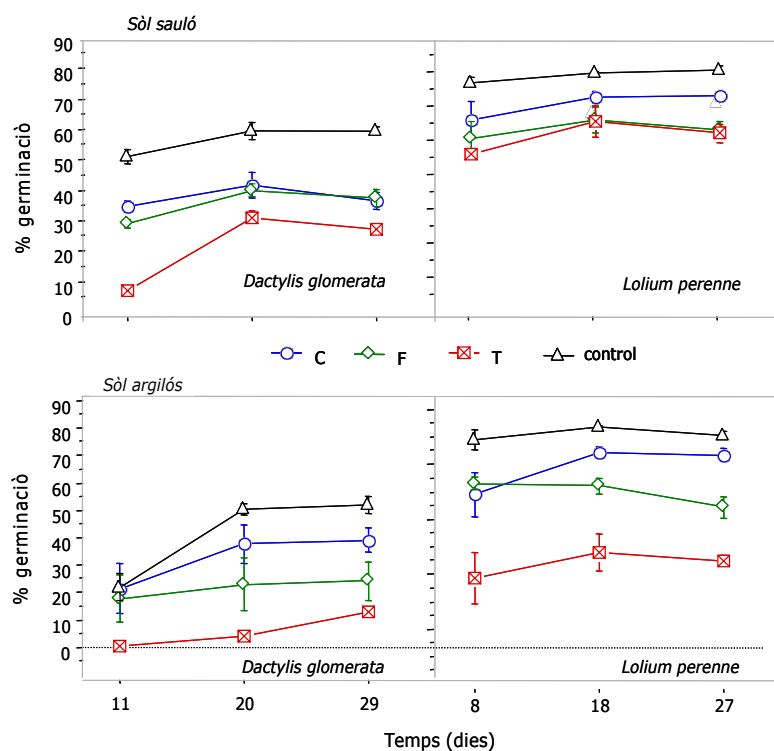 Sòl sauló
% germinaciò
90
80
70
60
50
40
30
20
10
0
Dactylis glomerata
Lolium perenne
C F T control
Sòl argilós
% germinaciò
90
80
70
60
50
40
30
20
10
0
Dactylis glomerata
Lolium perenne
11 20 29 8 18 27
Temps (dies)